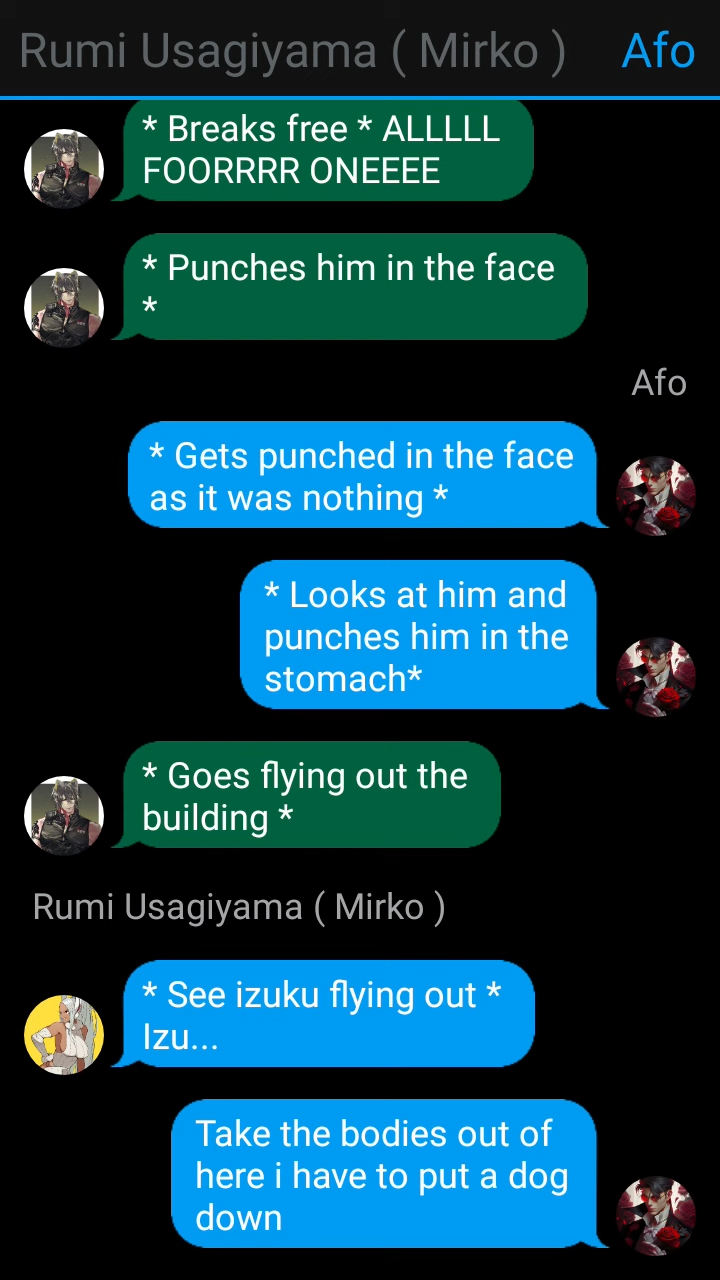 Rumi Usagiyama ( Mirko ) Afo
* Breaks free * ALLLLL
FOORRRR ONEEEE
* Punches him in the face
*
Afo
* Gets punched in the face
as it was nothing *
* Looks at him and
punches him in the
stomach*
* Goes flying out the
building *
Rumi Usagiyama ( Mirko )
* See izuku flying out *
Izu...
Take the bodies out of
here i have to put a dog
down